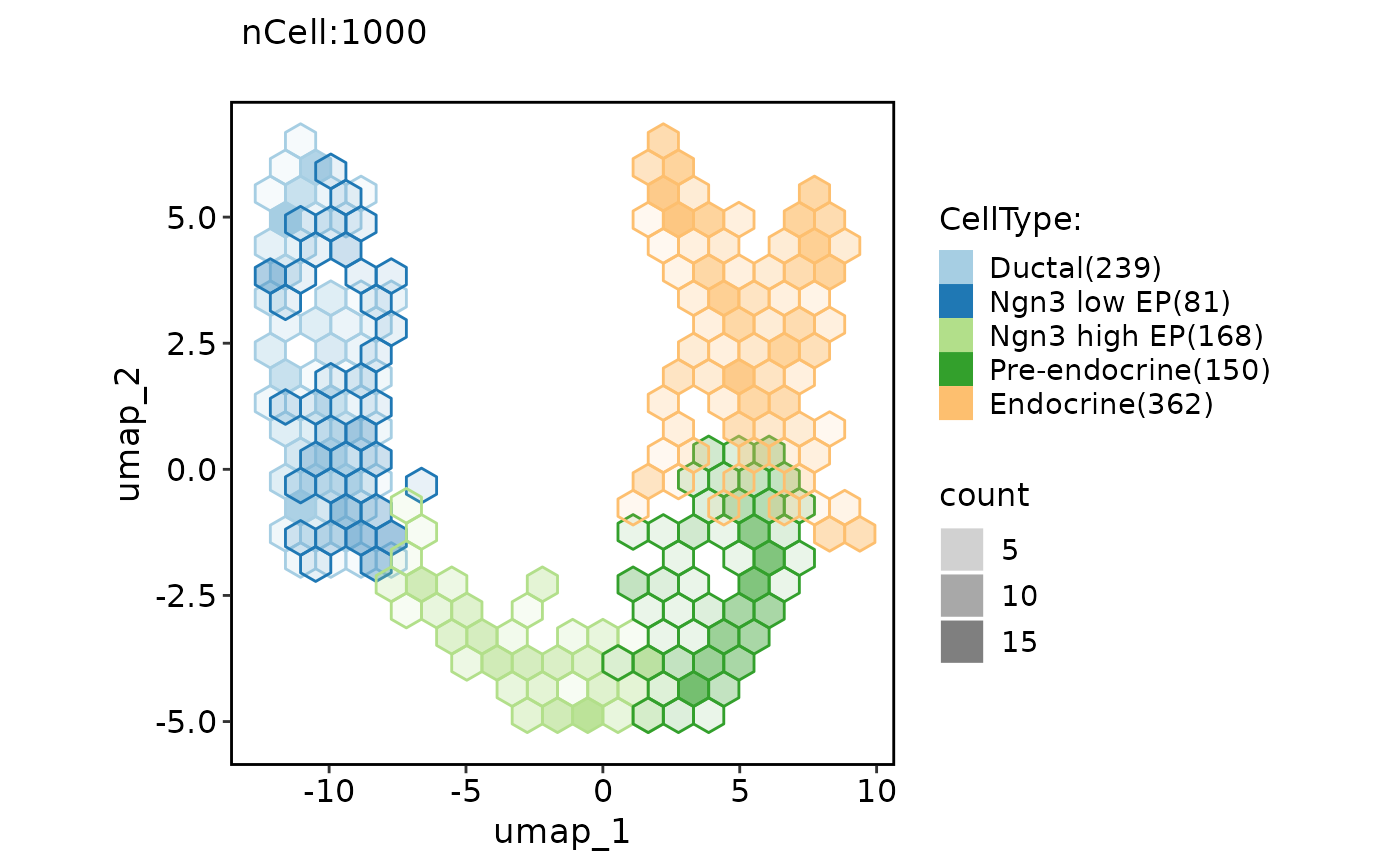 nCell:1000
5.0
2.5
0.0
-2.5
-5.0
umap_2
-10
-5
0
5
10
umap_1
CellType:
Ductal(239)
Ngn3 low EP(81)
Ngn3 high EP(168)
Pre-endocrine(150)
Endocrine(362)
count
5
10
15